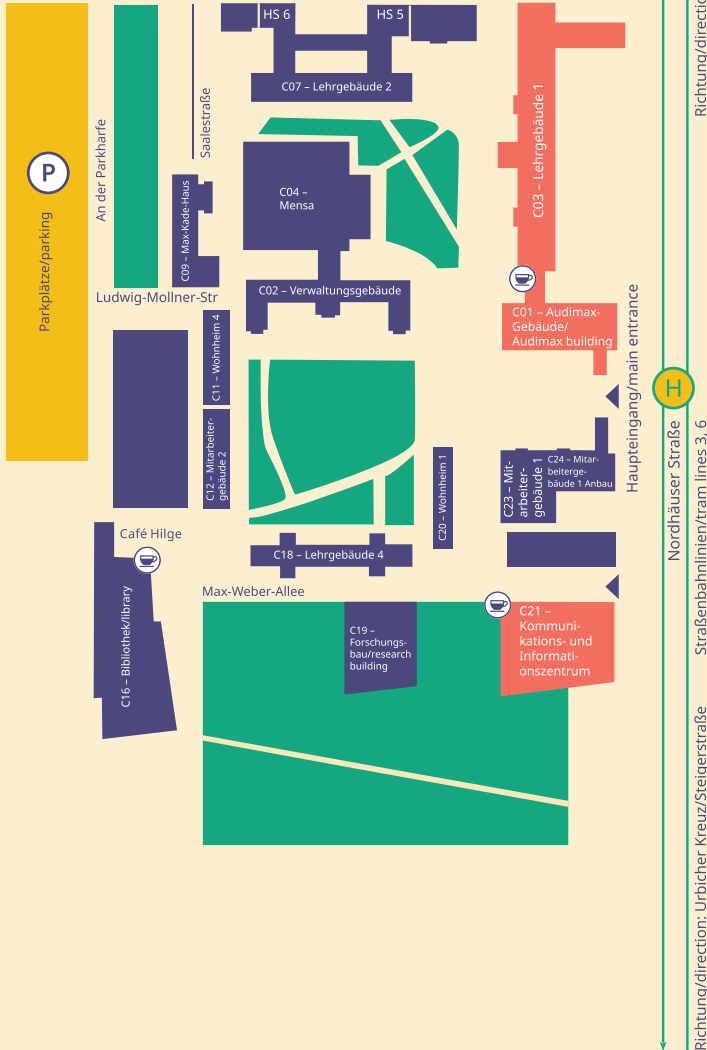 HS 6
HS 5
Richtung/directio
C07 – Lehrgebäude 2
Saalestraße
An der Parkharfe
P
Parkplätze/parking
C03 – Lehrgebäude 1
C04 –
Mensa
C09 – Max-Kade-Haus
C02 – Verwaltungsgebäude
Ludwig-Mollner-Str
C01 – Audimax-
Gebäude/
Audimax building
Haupteingang/main entrance
H
C11 – Wohnheim 4
C12 – Mitarbeiter-
gebäude 2
C20 – Wohnheim 1
C23 – Mit-
arbeiter-
gebäude 1
C24 – Mitar-
beiterge-
bäude 1 Anbau
Nordhäuser Straße
Straßenbahnlinien/tram lines 3, 6
Café Hilge
C18 – Lehrgebäude 4
Max-Weber-Allee
C16 – Bibliothek/library
C19 –
Forschungs-
bau/research
building
C21 –
Kommuni-
kations- und
Informati-
onszentrum
Richtung/direction: Urbicher Kreuz/Steigerstraße